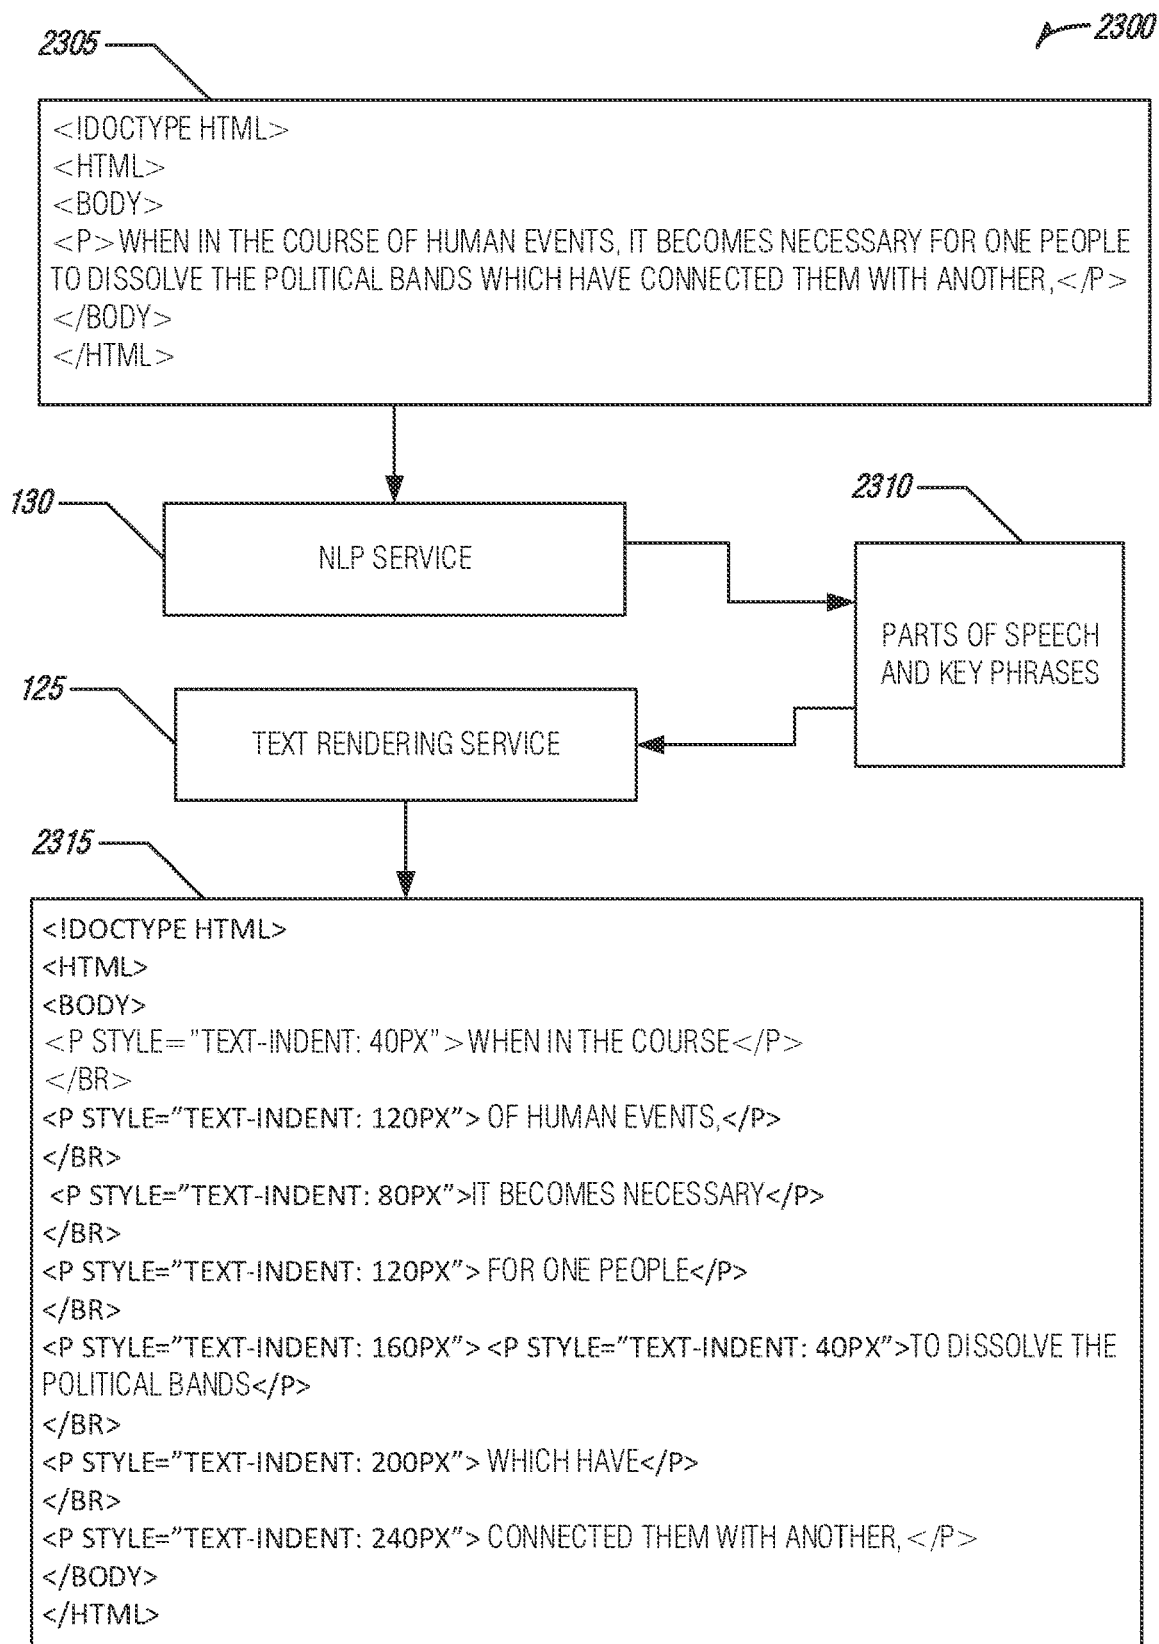 2300
2305
<!DOCTYPE HTML>
<HTML>
<BODY>
<P>WHEN IN THE COURSE OF HUMAN EVENTS, IT BECOMES NECESSARY FOR ONE PEOPLE
TO DISSOLVE THE POLITICAL BANDS WHICH HAVE CONNECTED THEM WITH ANOTHER,</P>
</BODY>
</HTML>
130
NLP SERVICE
2310
PARTS OF SPEECH
AND KEY PHRASES
125
TEXT RENDERING SERVICE
2315
<!DOCTYPE HTML>
<HTML>
<BODY>
<P STYLE="TEXT-INDENT: 40PX">WHEN IN THE COURSE</P>
</BR>
<P STYLE="TEXT-INDENT: 120PX"> OF HUMAN EVENTS,</P>
</BR>
<P STYLE="TEXT-INDENT: 80PX">IT BECOMES NECESSARY</P>
</BR>
<P STYLE="TEXT-INDENT: 120PX"> FOR ONE PEOPLE</P>
</BR>
<P STYLE="TEXT-INDENT: 160PX"> <P STYLE="TEXT-INDENT: 40PX">TO DISSOLVE THE
POLITICAL BANDS</P>
</BR>
<P STYLE="TEXT-INDENT: 200PX"> WHICH HAVE</P>
</BR>
<P STYLE="TEXT-INDENT: 240PX"> CONNECTED THEM WITH ANOTHER, </P>
</BODY>
</HTML>